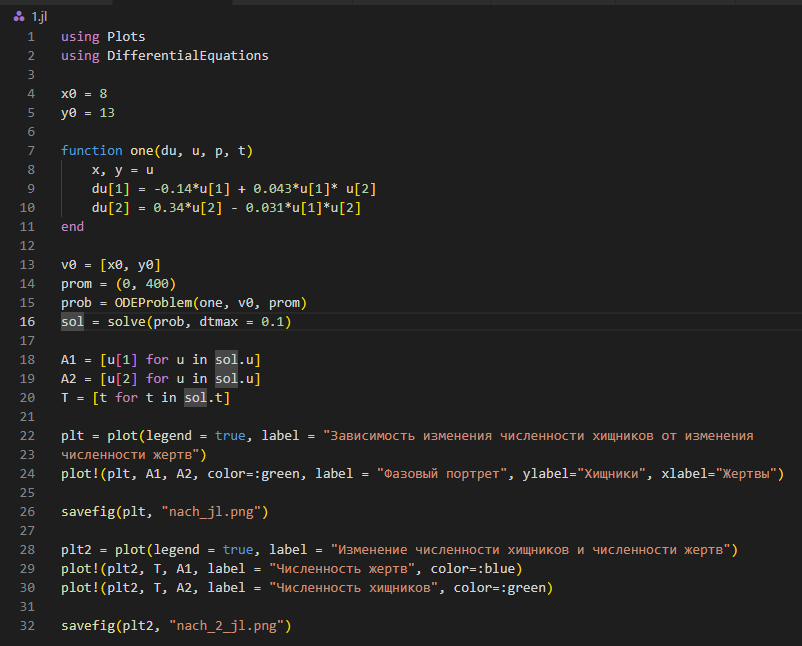 1.jl
1 using Plots
2 using DifferentialEquations
3
4 x0 = 8
5 y0 = 13
6
7 function one(du, u, p, t)
8     x, y = u
9     du[1] = -0.14*u[1] + 0.043*u[1]* u[2]
10     du[2] = 0.34*u[2] - 0.031*u[1]*u[2]
11 end
12
13 v0 = [x0, y0]
14 prom = (0, 400)
15 prob = ODEProblem(one, v0, prom)
16 sol = solve(prob, dtmax = 0.1)
17
18 A1 = [u[1] for u in sol.u]
19 A2 = [u[2] for u in sol.u]
20 T = [t for t in sol.t]
21
22 plt = plot(legend = true, label = "Зависимость изменения численности хищников от изменения
23 численности жертв")
24 plot!(plt, A1, A2, color=:green, label = "Фазовый портрет", ylabel="Хищники", xlabel="Жертвы")
25
26 savefig(plt, "nach_jl.png")
27
28 plt2 = plot(legend = true, label = "Изменение численности хищников и численности жертв")
29 plot!(plt2, T, A1, label = "Численность жертв", color=:blue)
30 plot!(plt2, T, A2, label = "Численность хищников", color=:green)
31
32 savefig(plt2, "nach_2_jl.png")